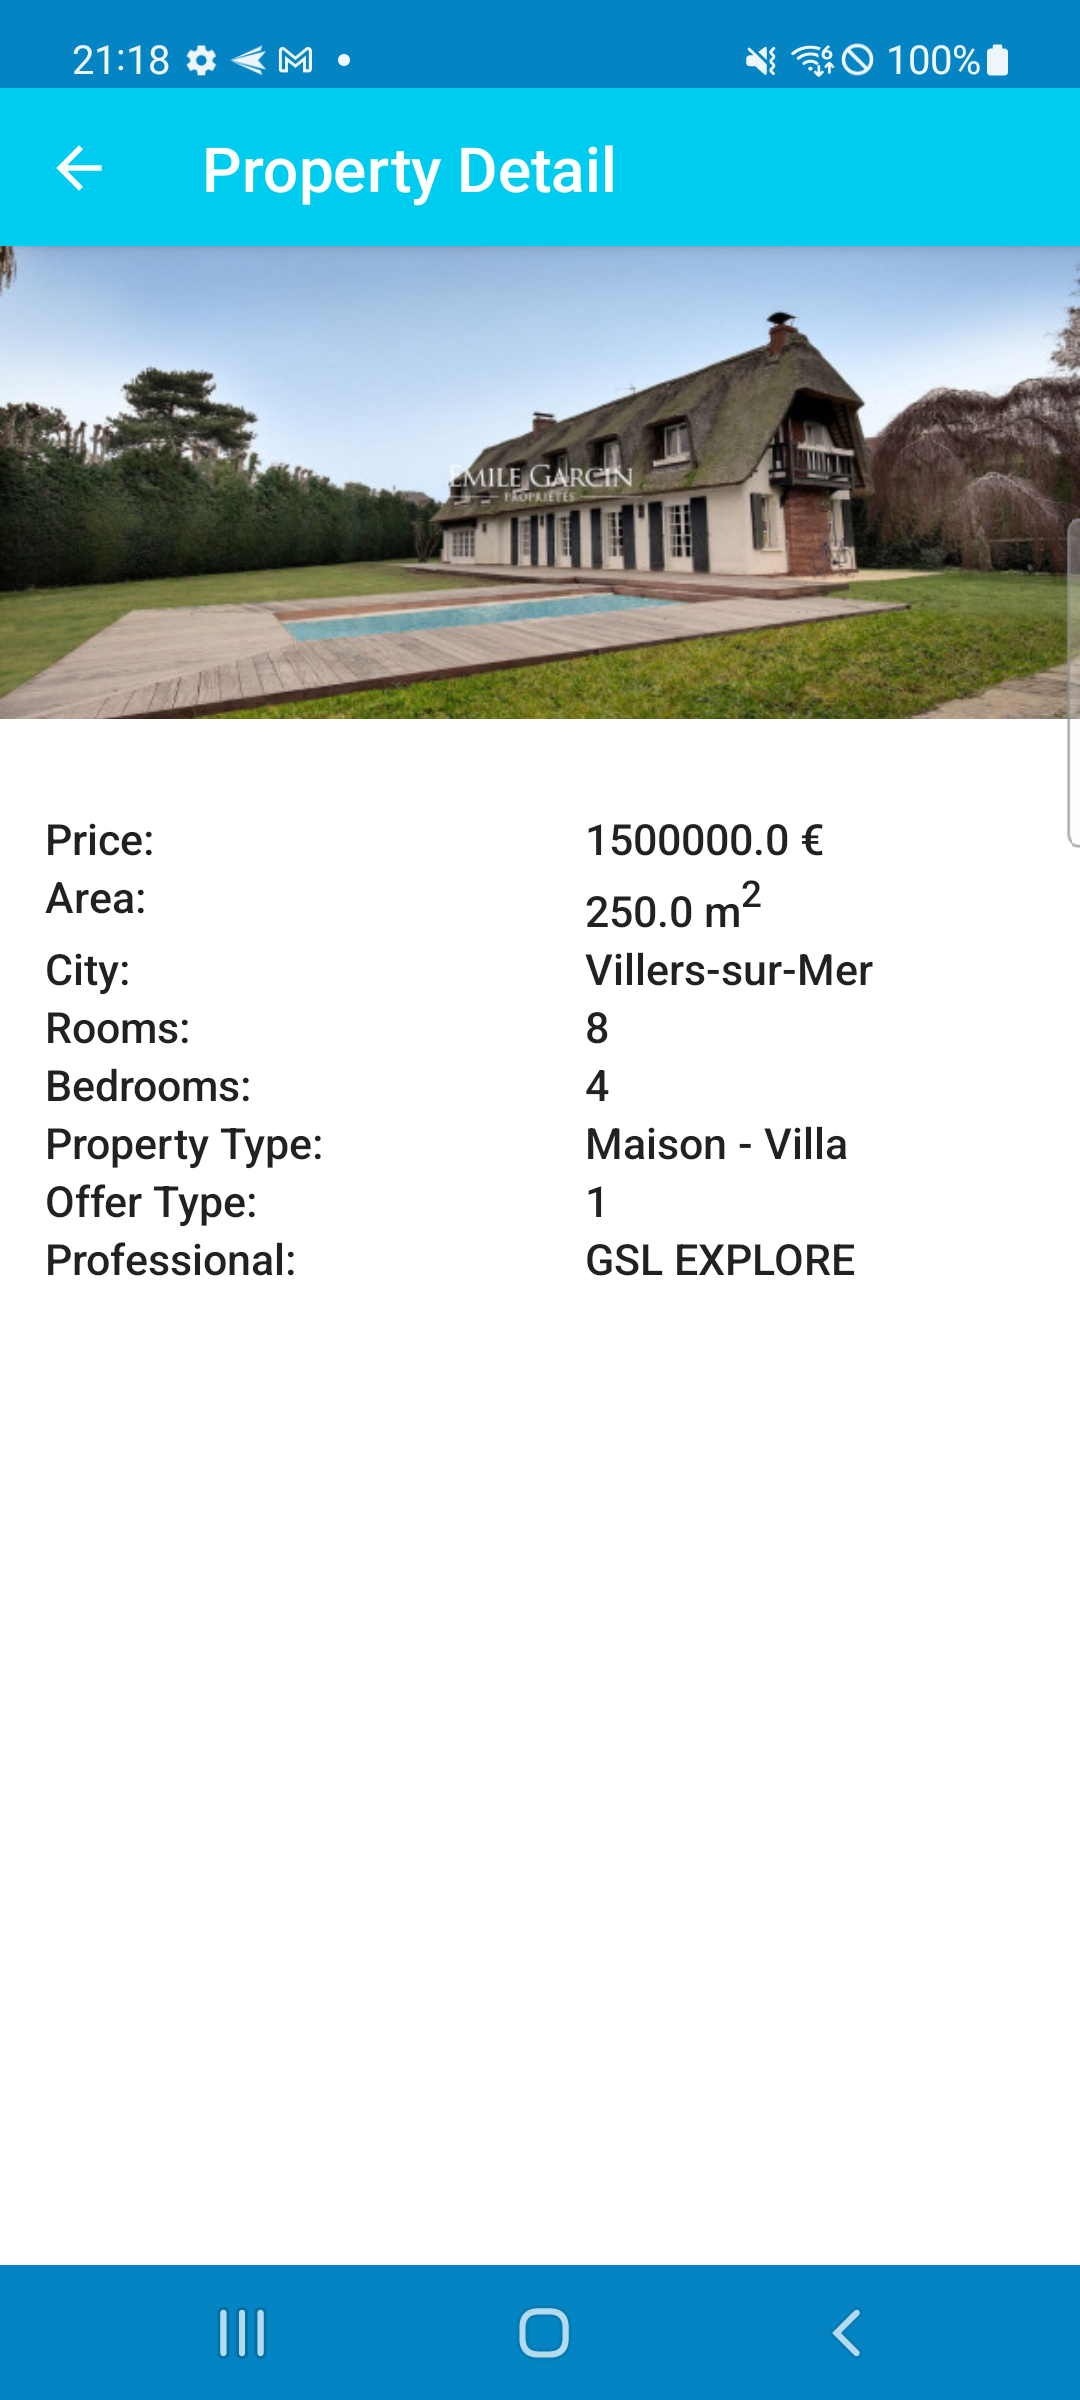 21:18
100%
Property Detail
EMILE GARCIN
PROPRIÉTÉS
Price: 1500000.0 €
Area: 250.0 m²
City: Villers-sur-Mer
Rooms: 8
Bedrooms: 4
Property Type: Maison - Villa
Offer Type: 1
Professional: GSL EXPLORE